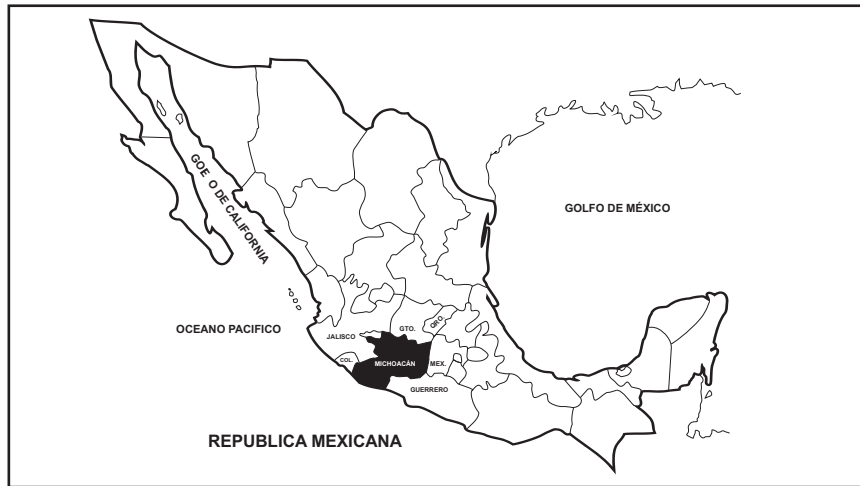 GOE O DE CALIFORNIA
GOLFO DE MÉXICO
OCEANO PACIFICO
JALISCO
GTO.
QRO.
COL.
MICHOACÁN
MEX.
GUERRERO
REPUBLICA MEXICANA